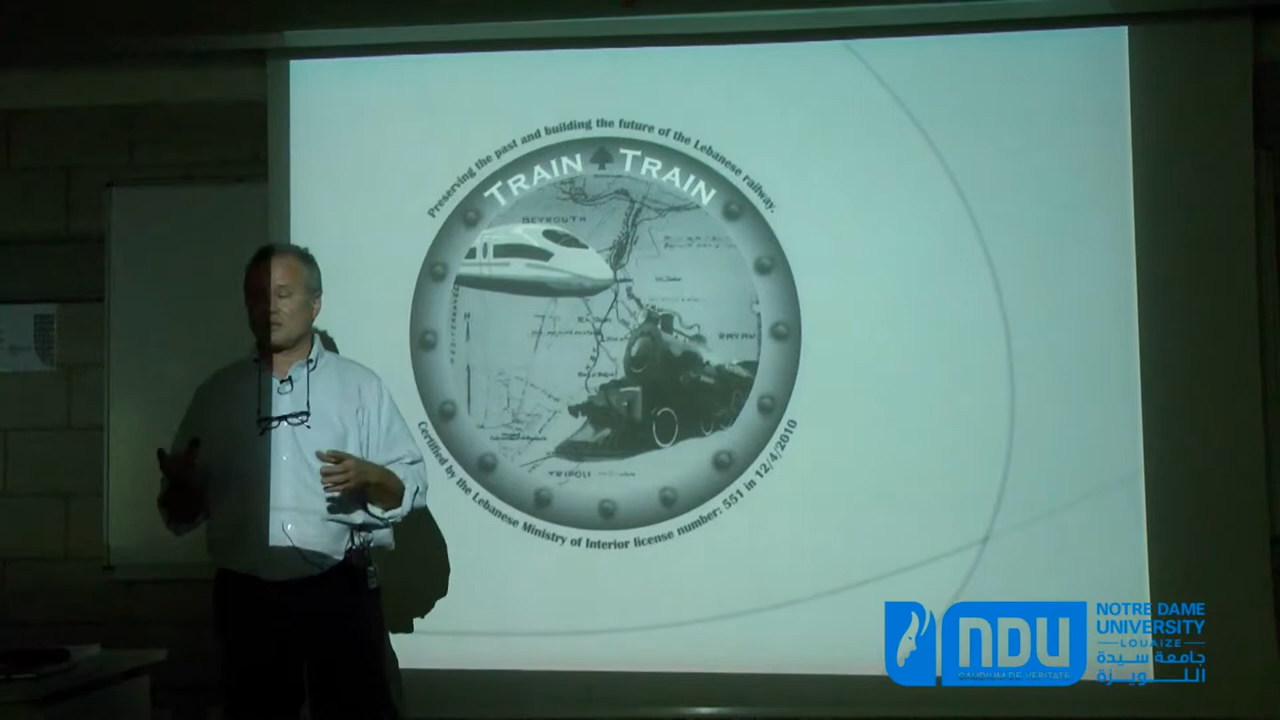 Preserving the past and building the future of the Lebanese railway.
TRAIN TRAIN
BEYROUTH
RAYAK
TRIPOLI
Certified by the Lebanese Ministry of Interior license number: 551 in 12/4/2010
NDU
GAUDIUM DE VERITATE
NOTRE DAME
UNIVERSITY
LOUAIZE
جامعة سيدة
اللويزة